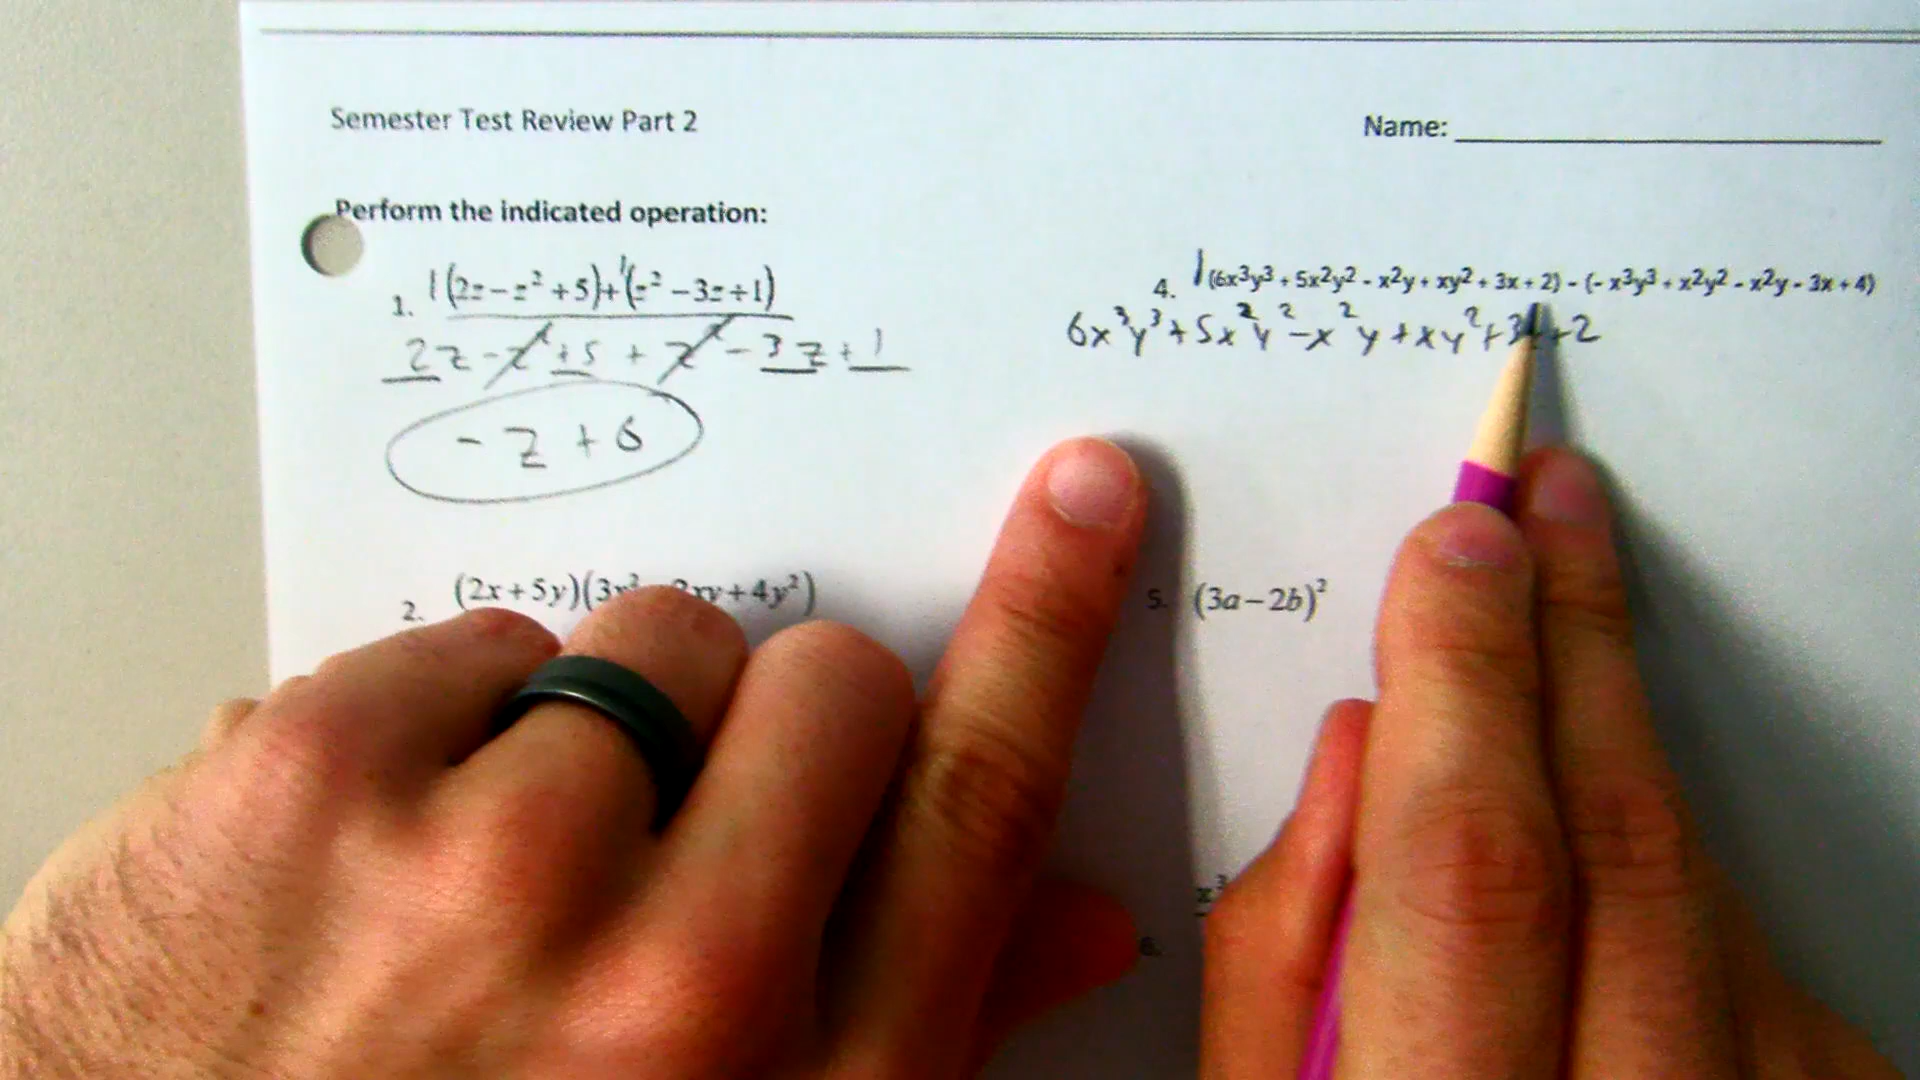 Semester Test Review Part 2
Name:
Perform the indicated operation:
1. 1(2z-z²+5)+1(z²-3z+1)
2z-z²+5+z²-3z+1
-z+6
4. 1(6x³y³+5x²y²-x²y+xy²+3x+2)-(-x³y³+x²y²-x²y-3x+4)
6x³y³+5x²y²-x²y+xy²+3x+2
2. (2x+5y)(3x² 2xy+4y²)
5. (3a-2b)²
6.